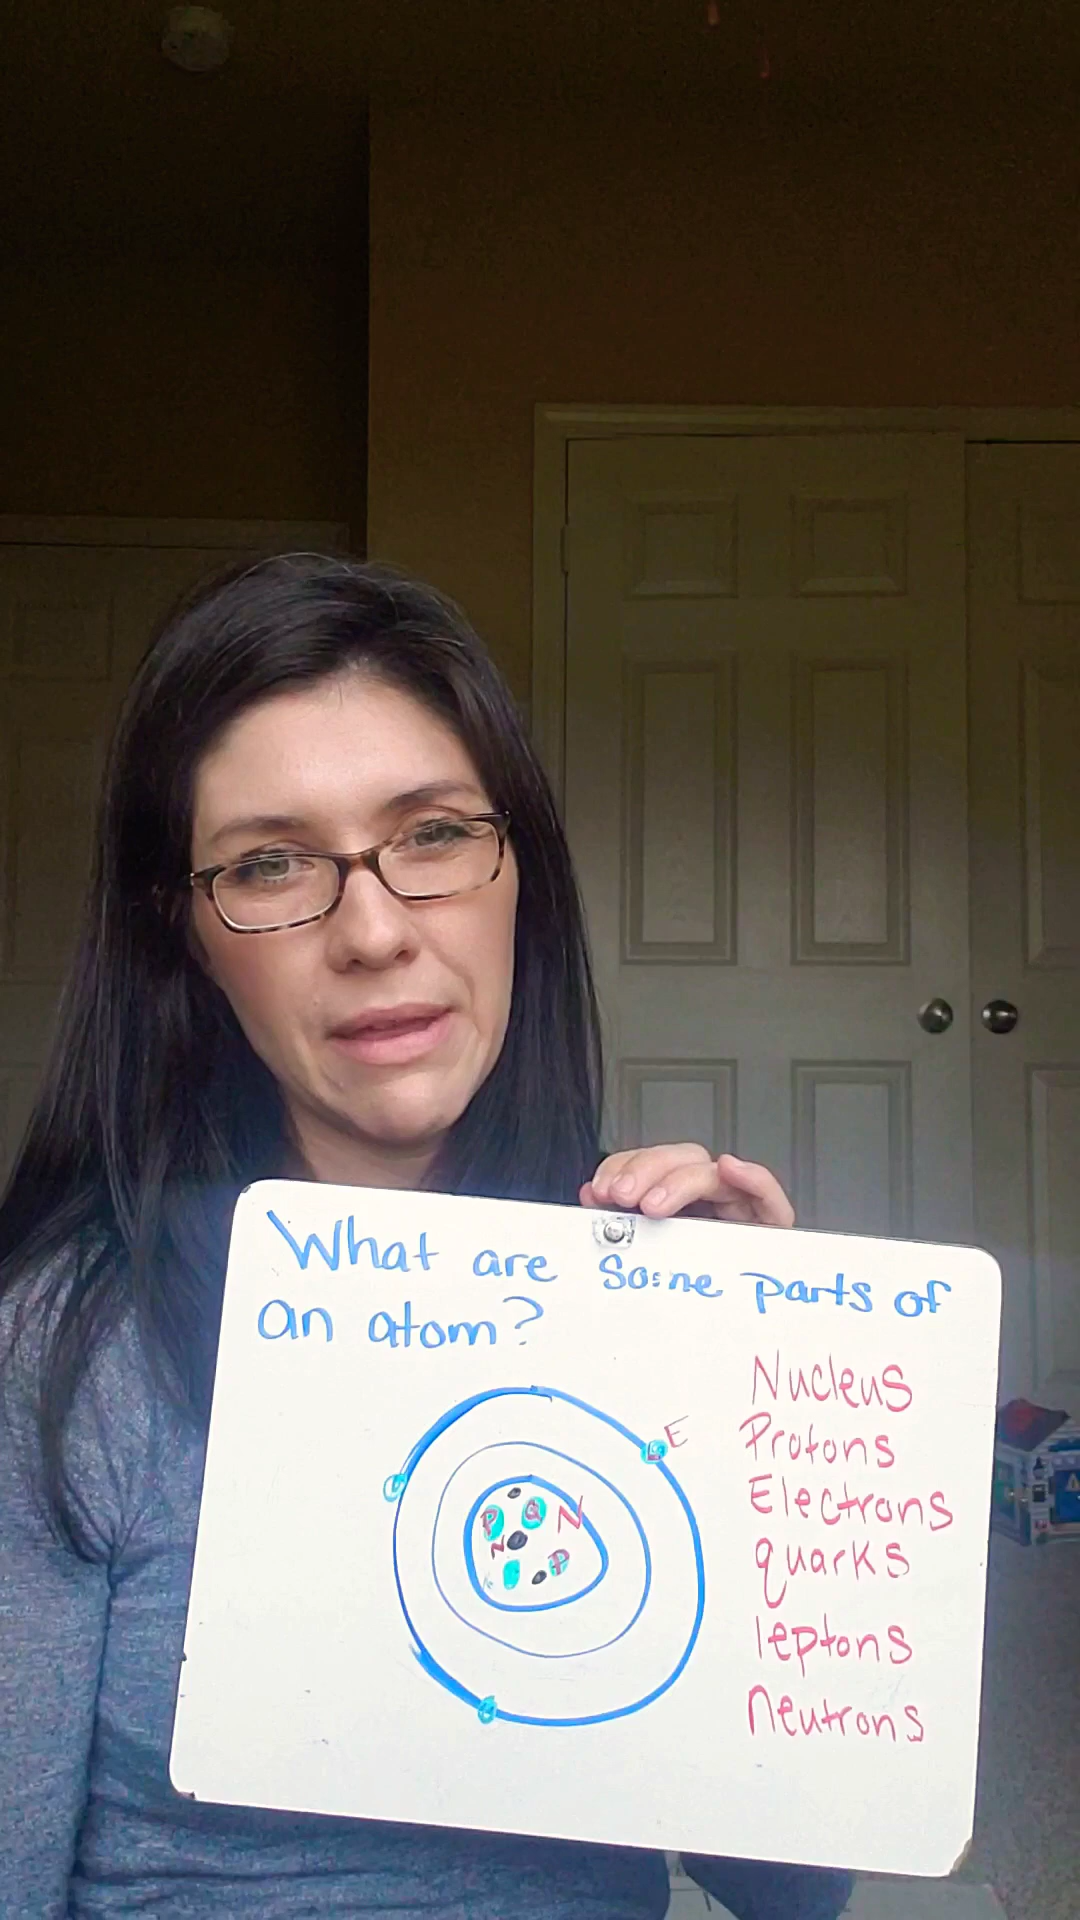 What are some parts of
an atom?
Nucleus
Protons
Electrons
quarks
leptons
neutrons
E
E
P
Q
N
N
P